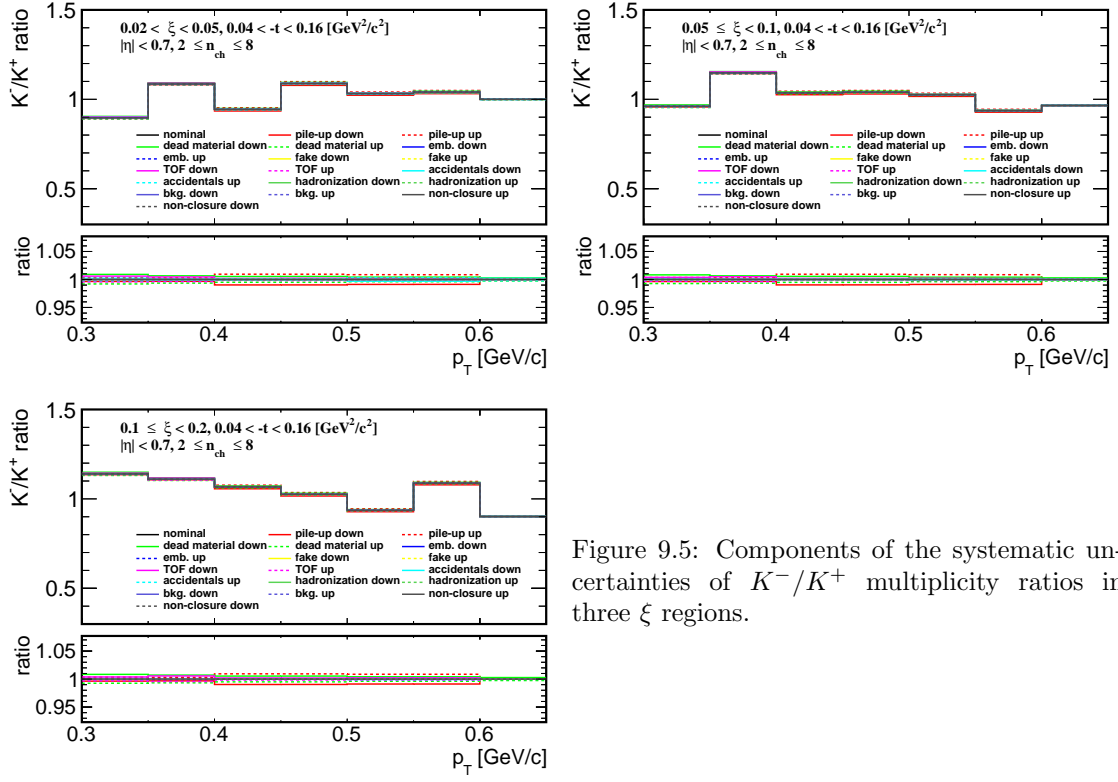 0.02 < ξ < 0.05, 0.04 < -t < 0.16 [GeV²/c²]
|η| < 0.7, 2 ≤ n_ch ≤ 8
K⁻/K⁺ ratio
1.5
1
0.5
nominal pile-up down pile-up up
dead material down dead material up emb. down
emb. up fake down fake up
TOF down TOF up accidentals down
accidentals up hadronization down hadronization up
bkg. down bkg. up non-closure up
non-closure down
ratio
1.05
1
0.95
0.3 0.4 0.5 0.6
p_T [GeV/c]
0.05 ≤ ξ < 0.1, 0.04 < -t < 0.16 [GeV²/c²]
|η| < 0.7, 2 ≤ n_ch ≤ 8
K⁻/K⁺ ratio
1.5
1
0.5
nominal pile-up down pile-up up
dead material down dead material up emb. down
emb. up fake down fake up
TOF down TOF up accidentals down
accidentals up hadronization down hadronization up
bkg. down bkg. up non-closure up
non-closure down
ratio
1.05
1
0.95
0.3 0.4 0.5 0.6
p_T [GeV/c]
0.1 ≤ ξ < 0.2, 0.04 < -t < 0.16 [GeV²/c²]
|η| < 0.7, 2 ≤ n_ch ≤ 8
K⁻/K⁺ ratio
1.5
1
0.5
nominal pile-up down pile-up up
dead material down dead material up emb. down
emb. up fake down fake up
TOF down TOF up accidentals down
accidentals up hadronization down hadronization up
bkg. down bkg. up non-closure up
non-closure down
ratio
1.05
1
0.95
0.3 0.4 0.5 0.6
p_T [GeV/c]
Figure 9.5: Components of the systematic un-
certainties of K⁻/K⁺ multiplicity ratios in
three ξ regions.